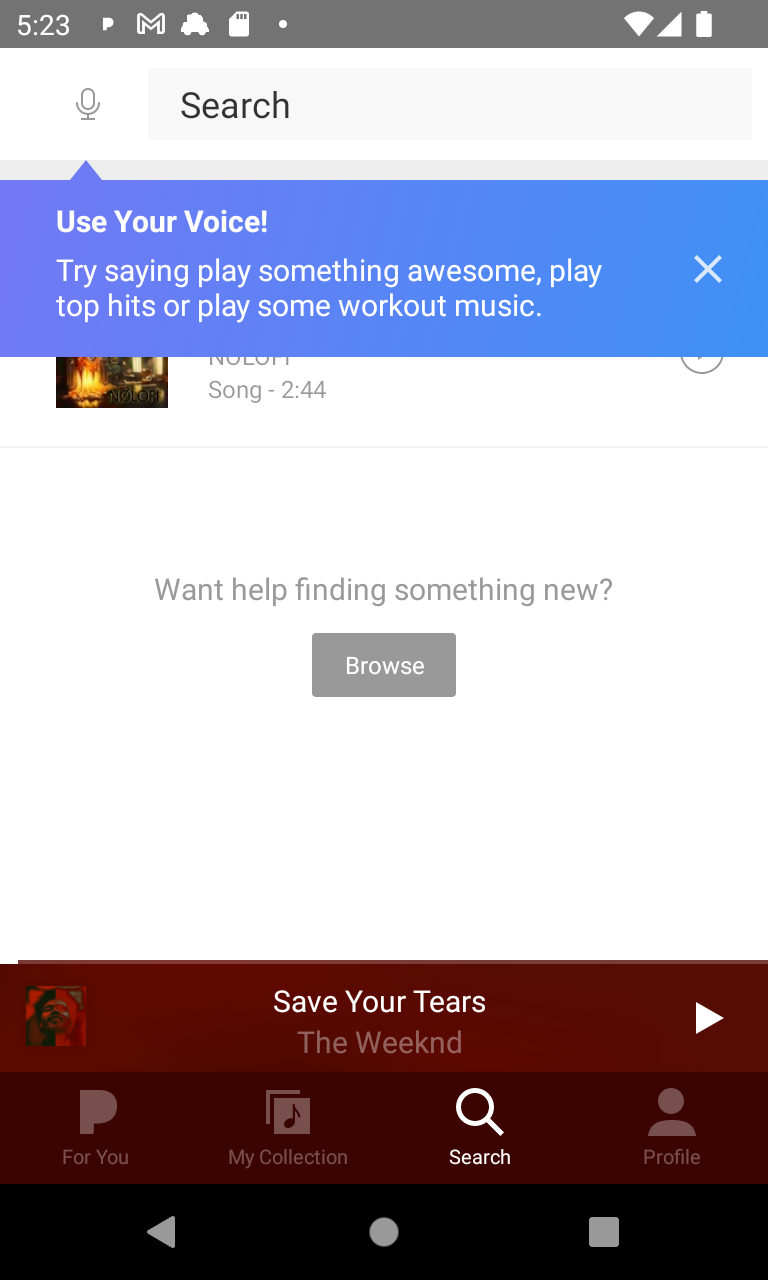 5:23
Search
Use Your Voice!
Try saying play something awesome, play
top hits or play some workout music.
NOLOFI
Song - 2:44
Want help finding something new?
Browse
Save Your Tears
The Weeknd
For You
My Collection
Search
Profile